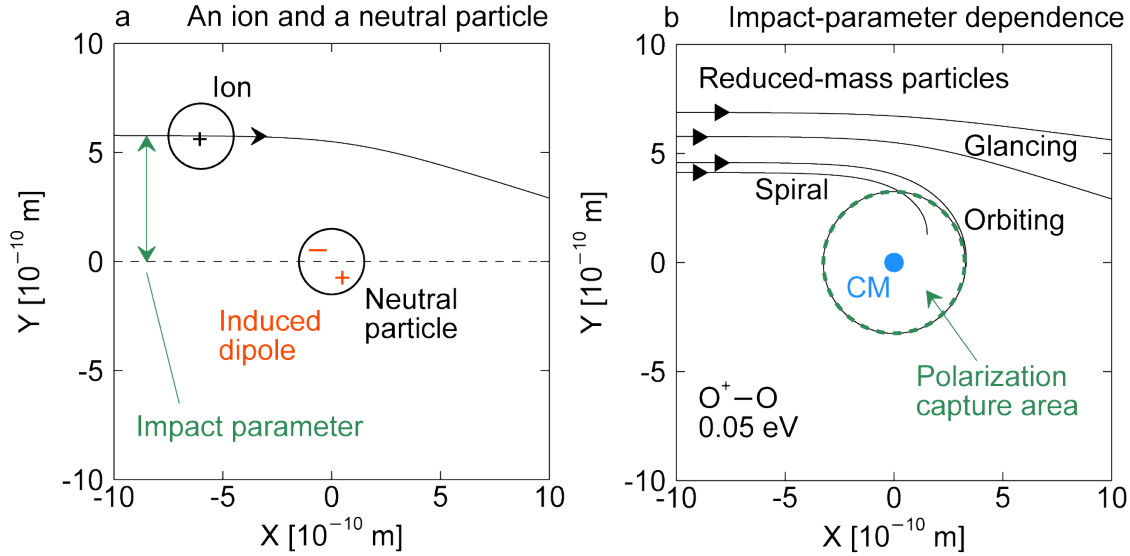 a An ion and a neutral particle
10
5
0
-5
-10
Y [10⁻¹⁰ m]
Ion
+
−
+
Neutral
particle
Induced
dipole
Impact parameter
-10 -5 0 5 10
X [10⁻¹⁰ m]
b Impact-parameter dependence
10
5
0
-5
-10
Y [10⁻¹⁰ m]
Reduced-mass particles
Glancing
Spiral
Orbiting
CM
Polarization
capture area
O⁺−O
0.05 eV
-10 -5 0 5 10
X [10⁻¹⁰ m]